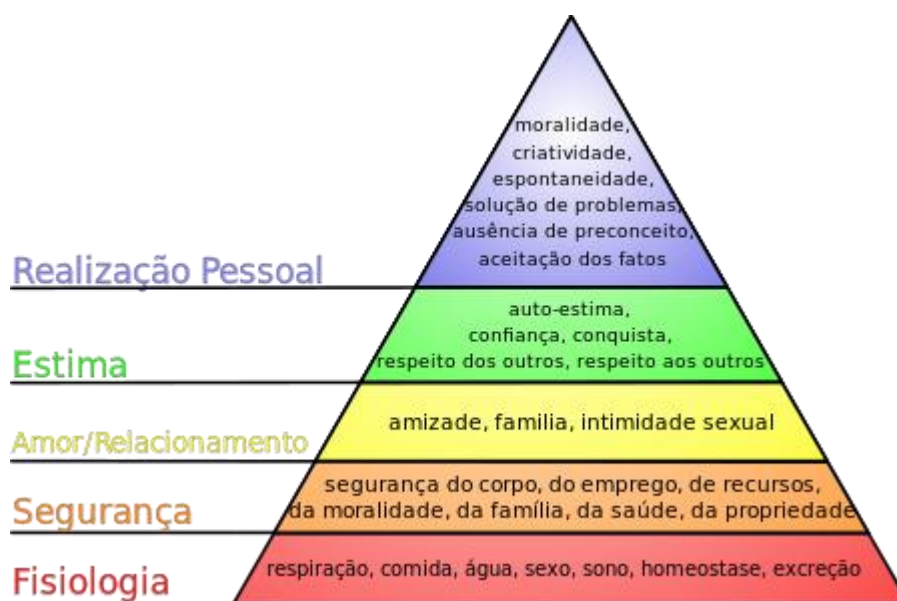 moralidade,
criatividade,
espontaneidade,
solução de problemas,
ausência de preconceito,
aceitação dos fatos
Realização Pessoal
auto-estima,
confiança, conquista,
respeito dos outros, respeito aos outros
Estima
amizade, familia, intimidade sexual
Amor/Relacionamento
segurança do corpo, do emprego, de recursos,
da moralidade, da família, da saúde, da propriedade
Segurança
respiração, comida, água, sexo, sono, homeostase, excreção
Fisiologia